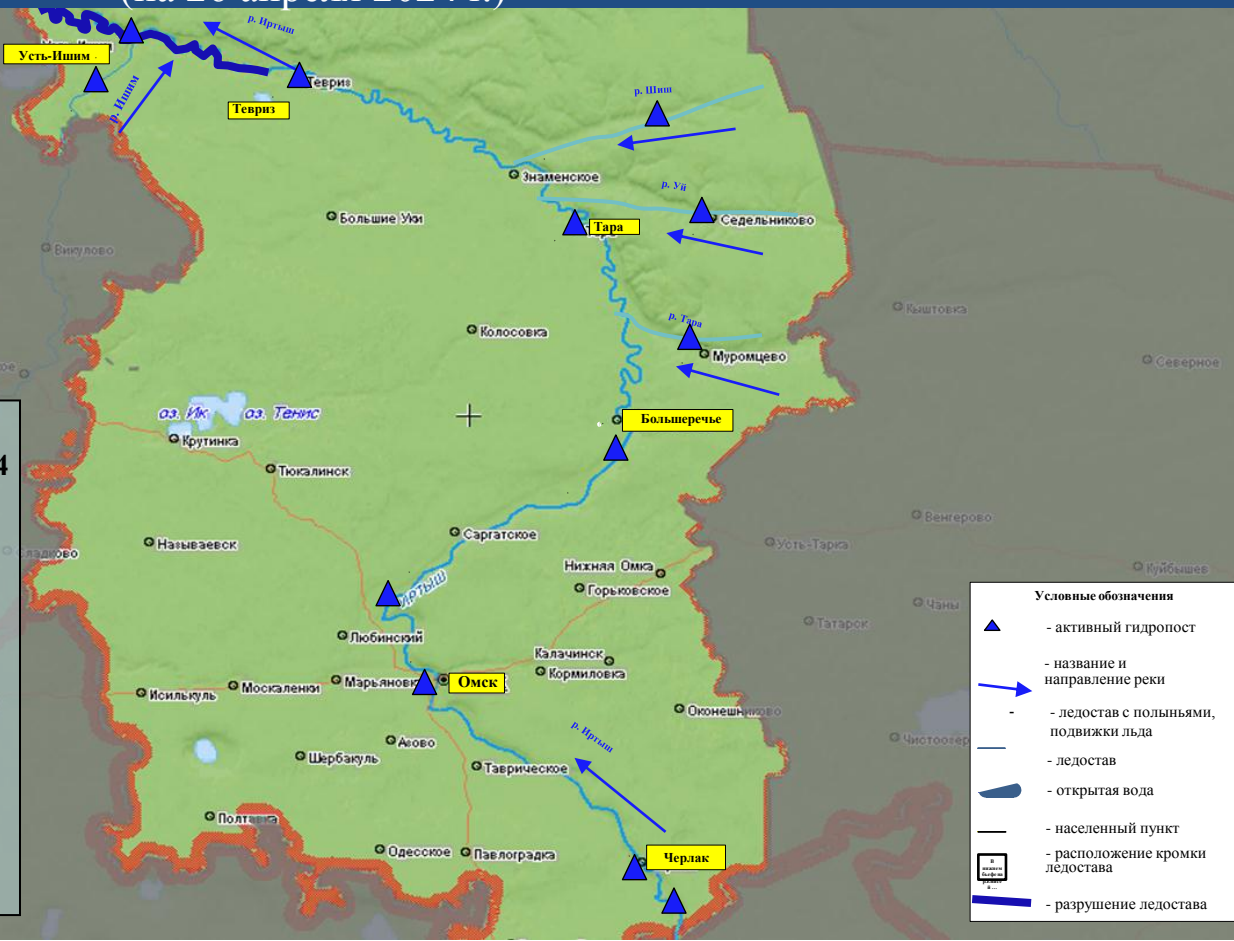 р. Иртыш
Усть-Ишим
р. Ишим
Тевриз
р. Шиш
Знаменское
р. Уй
Седельниково
Большие Уки
Тара
Викулово
р. Тара
Кыштовка
Колосовка
Муромцево
Северное
оз. Ик
оз. Тенис
Большеречье
Крутинка
4
Тюкалинск
Саргатское
Венгерово
Называевск
Усть-Тарка
Нижняя Омка
Куйбышев
Горьковское
ИРТЫШ
Чаны
Татарск
Любинский
Калачинск
Кормиловка
Марьяновка
Москаленки
Исилькуль
Омск
Оконешниково
р. Иртыш
Азово
Шербакуль
Таврическое
Полтавка
Одесское
Павлоградка
Черлак
Условные обозначения
- активный гидропост
- название и
направление реки
- ледостав с полыньями,
подвижки льда
- ледостав
- открытая вода
- населенный пункт
- расположение кромки
ледостава
- разрушение ледостава